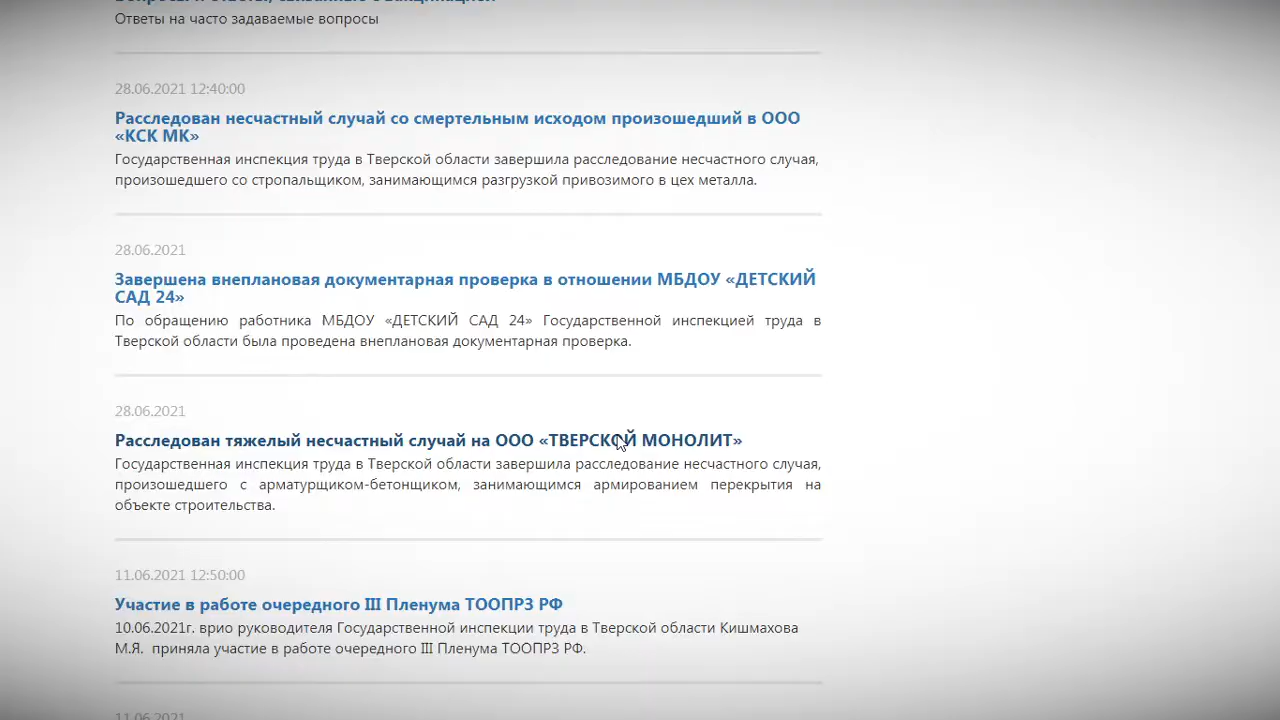 Ответы на часто задаваемые вопросы
28.06.2021 12:40:00
Расследован несчастный случай со смертельным исходом произошедший в ООО
«КСК МК»
Государственная инспекция труда в Тверской области завершила расследование несчастного случая,
произошедшего со стропальщиком, занимающимся разгрузкой привозимого в цех металла.
28.06.2021
Завершена внеплановая документарная проверка в отношении МБДОУ «ДЕТСКИЙ
САД 24»
По обращению работника МБДОУ «ДЕТСКИЙ САД 24» Государственной инспекцией труда в
Тверской области была проведена внеплановая документарная проверка.
28.06.2021
Расследован тяжелый несчастный случай на ООО «ТВЕРСКОЙ МОНОЛИТ»
Государственная инспекция труда в Тверской области завершила расследование несчастного случая,
произошедшего с арматурщиком-бетонщиком, занимающимся армированием перекрытия на
объекте строительства.
11.06.2021 12:50:00
Участие в работе очередного III Пленума ТООПРЗ РФ
10.06.2021г. врио руководителя Государственной инспекции труда в Тверской области Кишмахова
М.Я. приняла участие в работе очередного III Пленума ТООПРЗ РФ.
11.06.2021